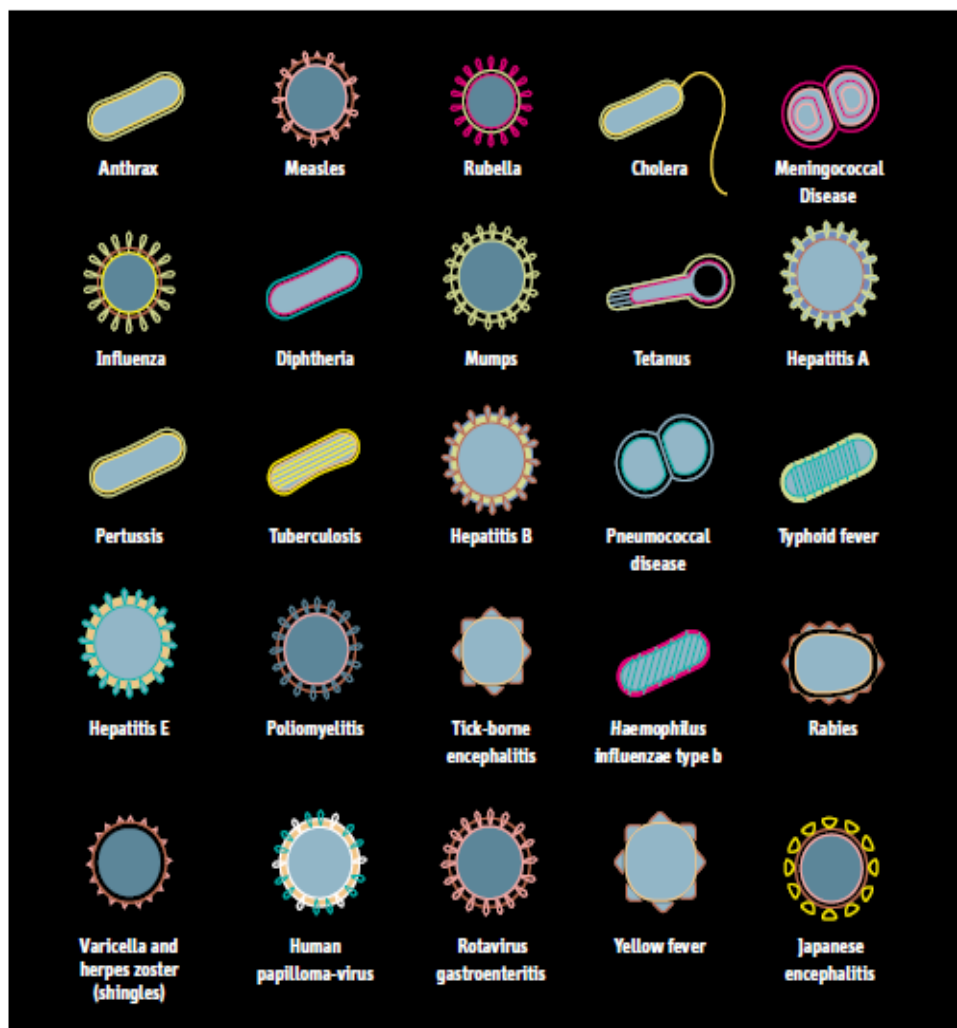 Anthrax
Measles
Rubella
Cholera
Meningococcal
Disease
Influenza
Diphtheria
Mumps
Tetanus
Hepatitis A
Pertussis
Tuberculosis
Hepatitis B
Pneumococcal
disease
Typhoid fever
Hepatitis E
Poliomyelitis
Tick-borne
encephalitis
Haemophilus
influenzae type b
Rabies
Varicella and
herpes zoster
(shingles)
Human
papilloma-virus
Rotavirus
gastroenteritis
Yellow fever
Japanese
encephalitis